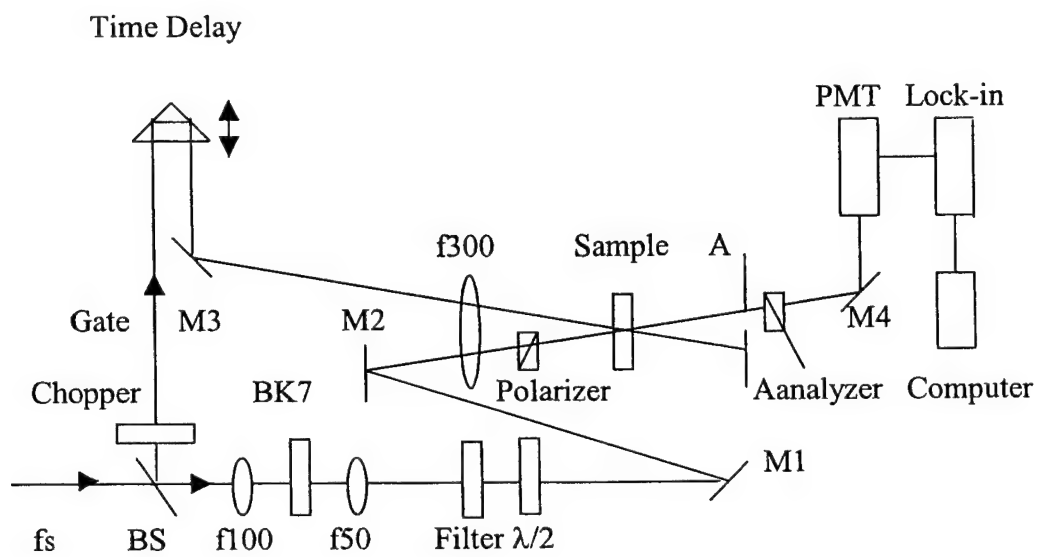 Time Delay
PMT Lock-in
f300 Sample A
Gate M3 M2 M4
Chopper BK7 Polarizer Aanalyzer Computer
M1
fs BS f100 f50 Filter λ/2